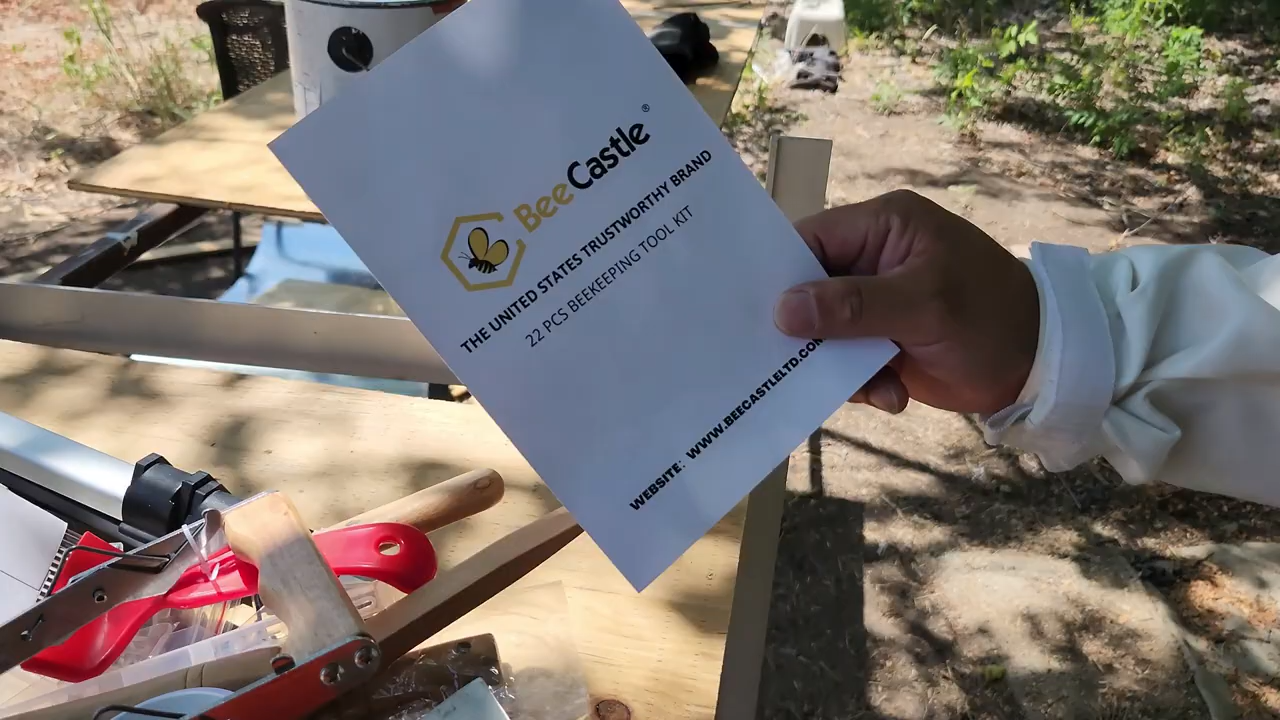 BeeCastle®
THE UNITED STATES TRUSTWORTHY BRAND
22 PCS BEEKEEPING TOOL KIT
WEBSITE: WWW.BEECASTLELTD.COM